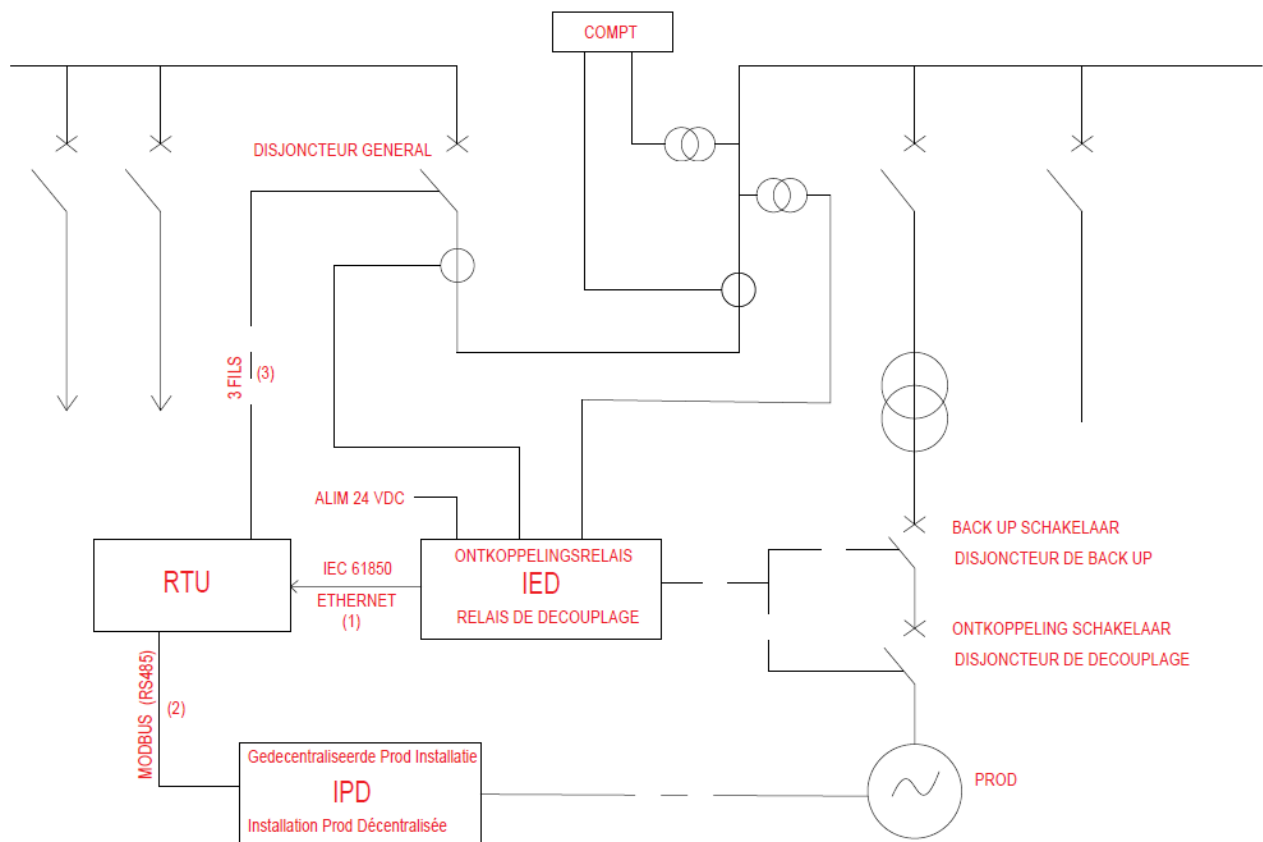 COMPT
DISJONCTEUR GENERAL
3 FILS
(3)
ALIM 24 VDC
RTU
IEC 61850
ETHERNET
(1)
ONTKOPPELINGSRELAIS
IED
RELAIS DE DECOUPLAGE
BACK UP SCHAKELAAR
DISJONCTEUR DE BACK UP
ONTKOPPELING SCHAKELAAR
DISJONCTEUR DE DECOUPLAGE
MODBUS (RS485)
(2)
Gedecentraliseerde Prod Installatie
IPD
Installation Prod Décentralisée
PROD